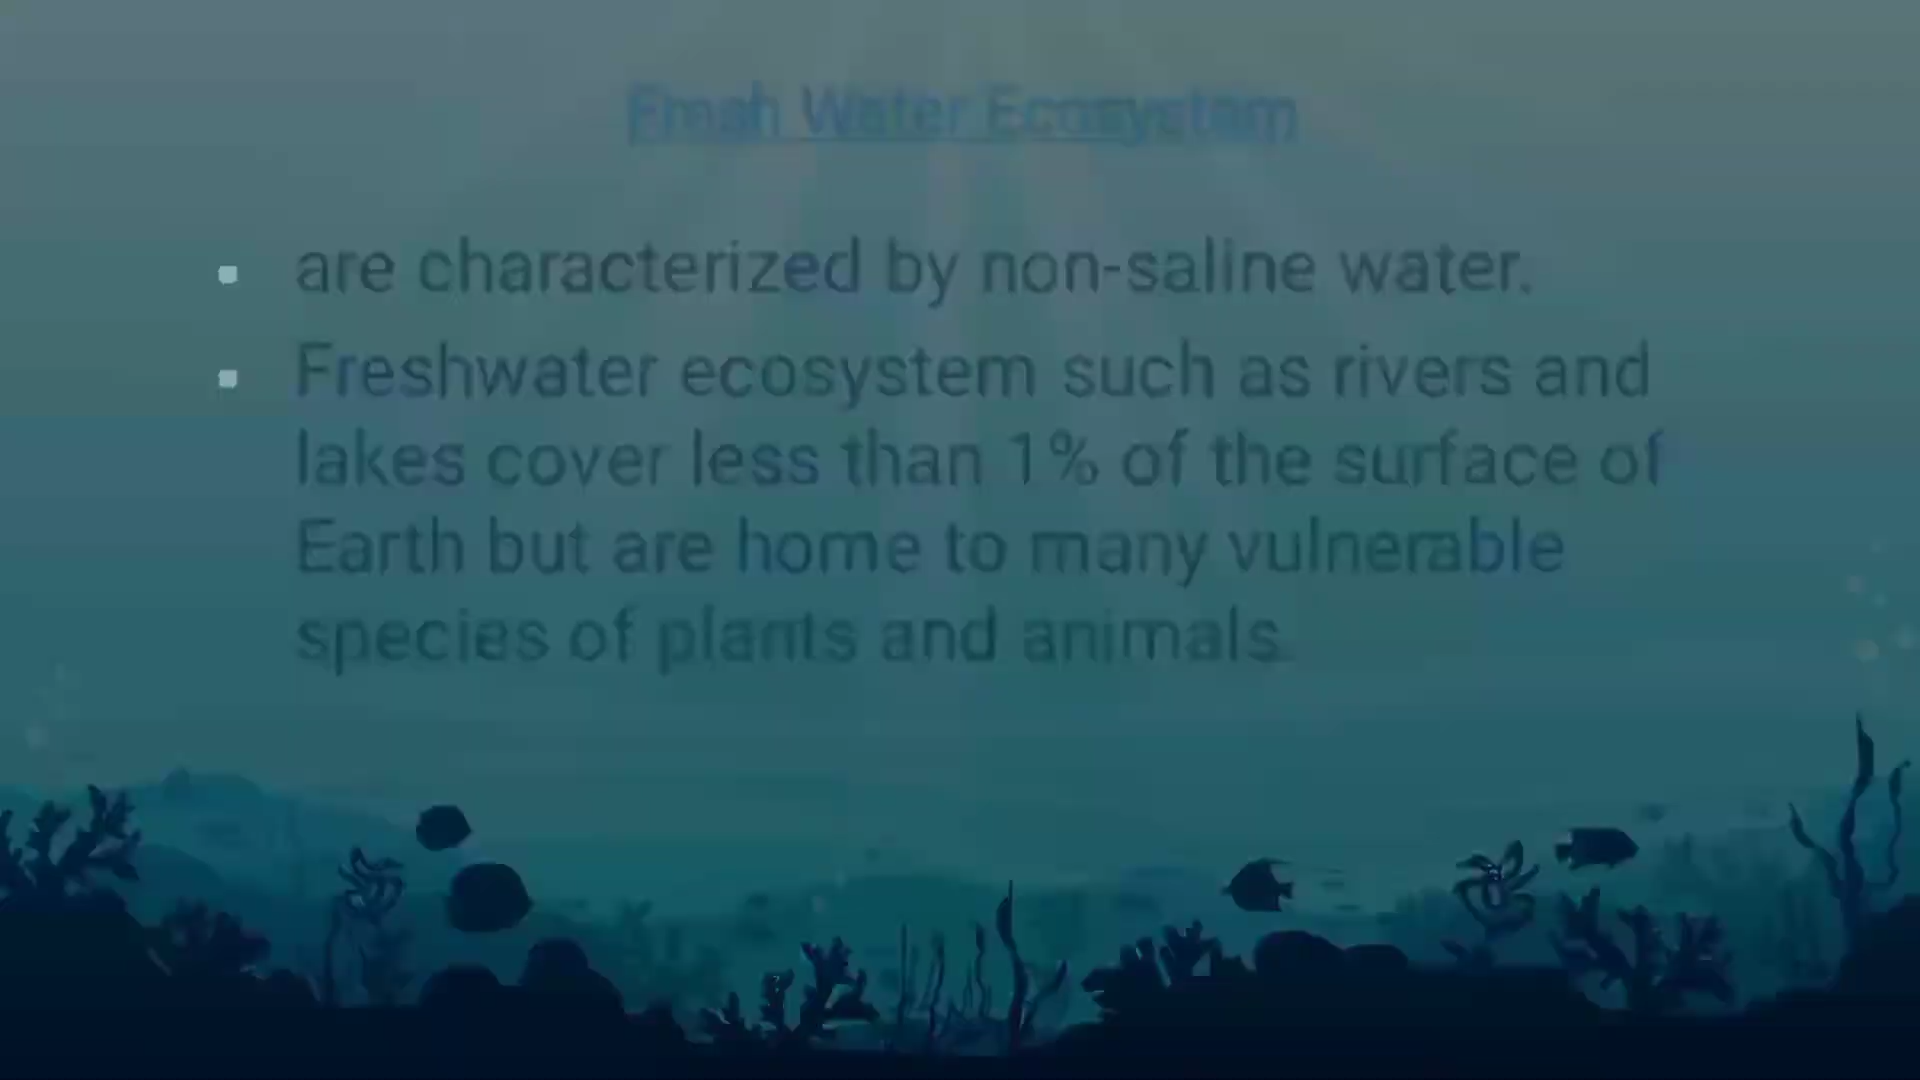 Fresh Water Ecosystem
are characterized by non-saline water.
Freshwater ecosystem such as rivers and
lakes cover less than 1% of the surface of
Earth but are home to many vulnerable
species of plants and animals.